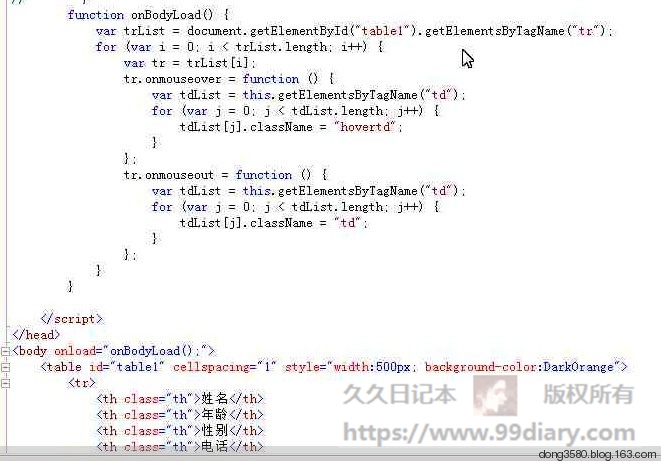 //
function onBodyLoad() {
var trList = document.getElementById("table1").getElementsByTagName("tr");
for (var i = 0; i < trList.length; i++) {
var tr = trList[i];
tr.onmouseover = function () {
var tdList = this.getElementsByTagName("td");
for (var j = 0; j < tdList.length; j++) {
tdList[j].className = "hovertd";
}
};
tr.onmouseout = function () {
var tdList = this.getElementsByTagName("td");
for (var j = 0; j < tdList.length; j++) {
tdList[j].className = "td";
}
};
}
}
</script>
</head>
<body onload="onBodyLoad();">
<table id="table1" cellspacing="1" style="width:500px; background-color:DarkOrange">
<tr>
<th class="th">姓名</th>
<th class="th">年龄</th>
<th class="th">性别</th>
<th class="th">电话</th>
久久日记本 版权所有
https://www.99diary.com
dong3580.blog.163.com